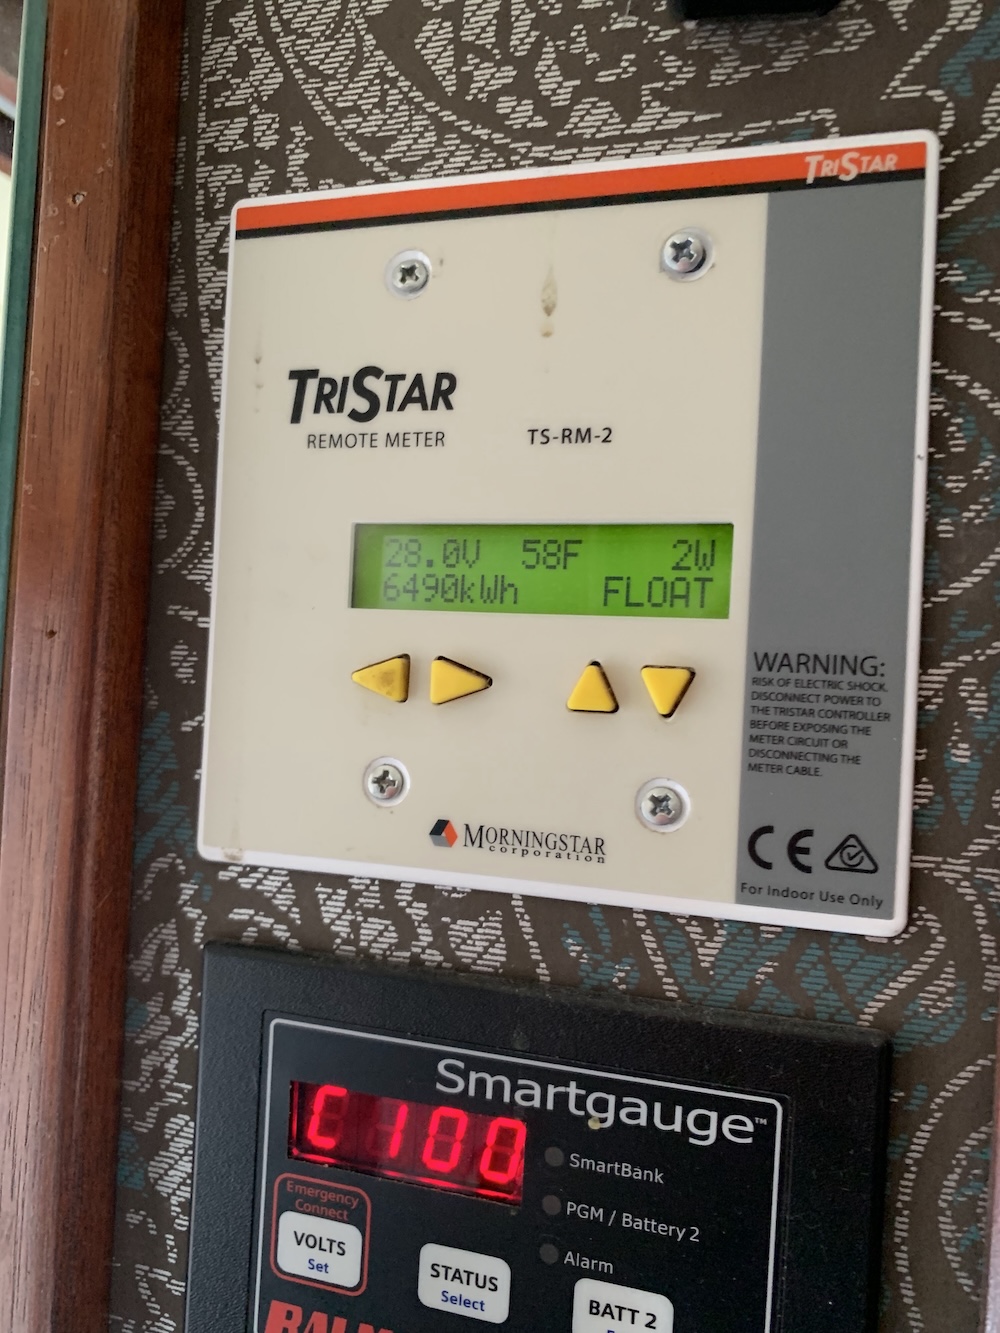 TRISTAR
TRISTAR
REMOTE METER
TS-RM-2
28.0V 58F 2W
6490kWh FLOAT
WARNING:
RISK OF ELECTRIC SHOCK.
DISCONNECT POWER TO
THE TRISTAR CONTROLLER
BEFORE EXPOSING THE
METER CIRCUIT OR
DISCONNECTING THE
METER CABLE.
MORNINGSTAR
corporation
CE
For Indoor Use Only
Smartgauge™
C 100
SmartBank
PGM / Battery 2
Alarm
Emergency
Connect
VOLTS
Set
STATUS
Select
BATT 2